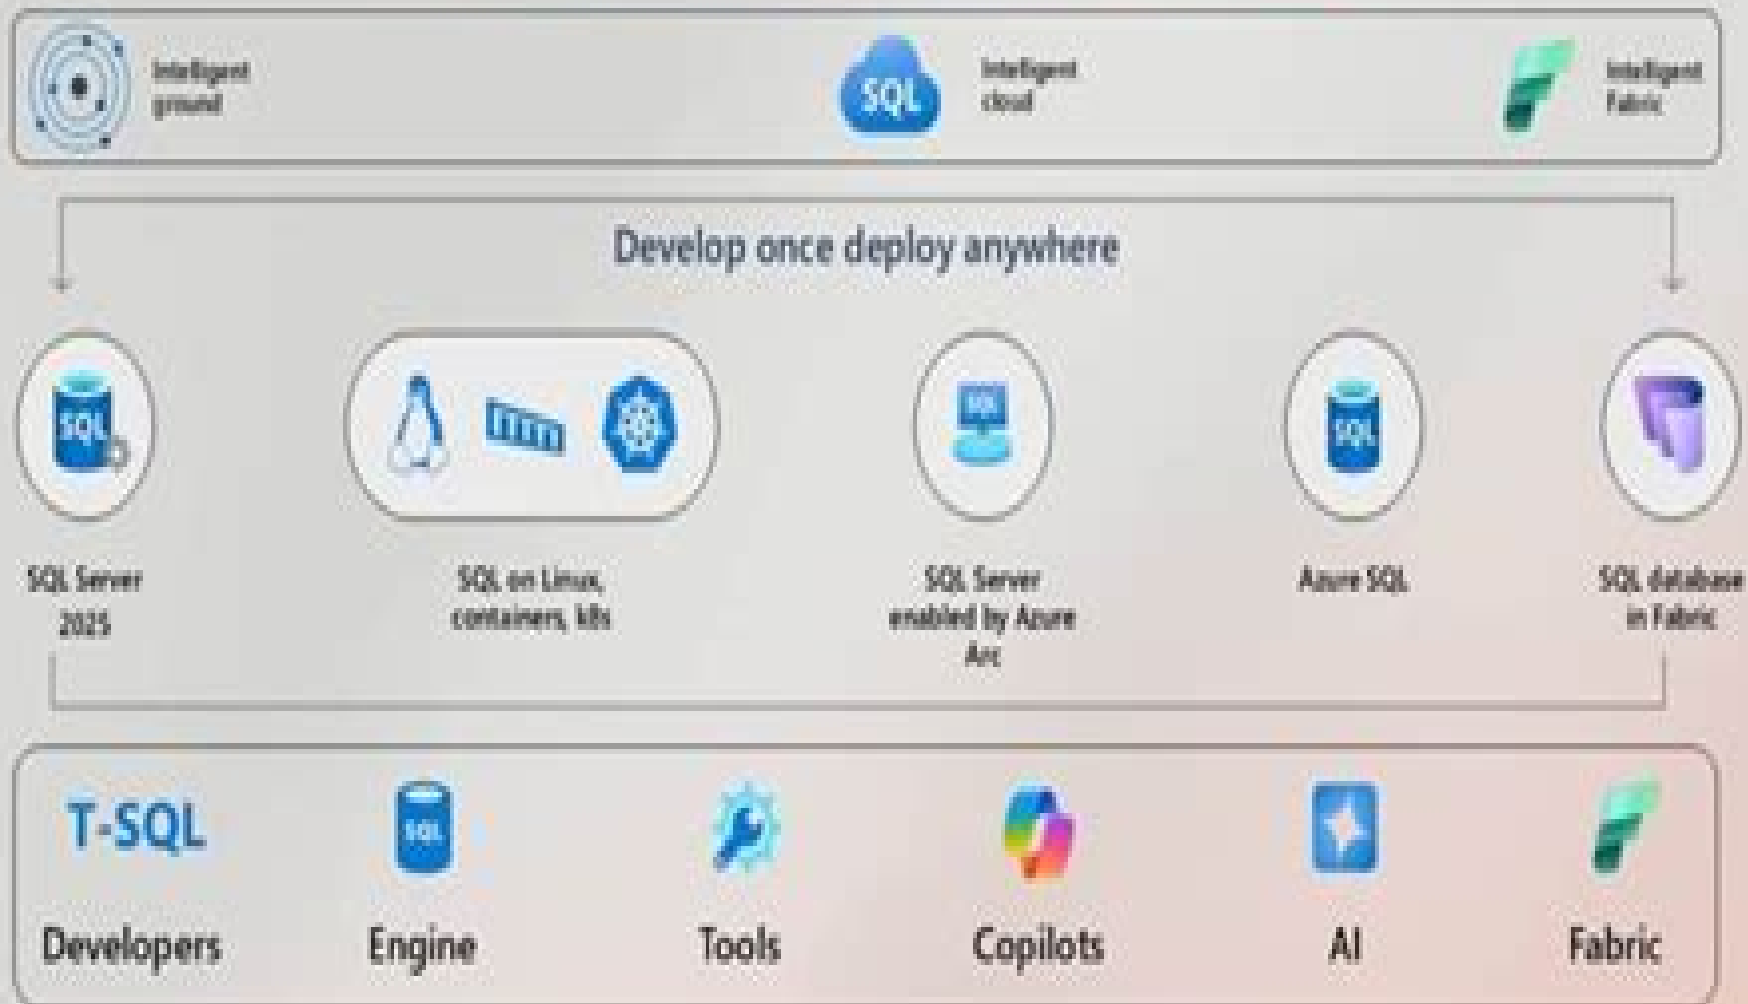 Intelligent
ground
SQL
Intelligent
cloud
Intelligent
Fabric
Develop once deploy anywhere
SQL
SQL
SQL
SQL Server
2025
SQL on Linux,
containers, k8s
SQL Server
enabled by Azure
Arc
Azure SQL
SQL database
in Fabric
T-SQL
SQL
Developers
Engine
Tools
Copilots
AI
Fabric